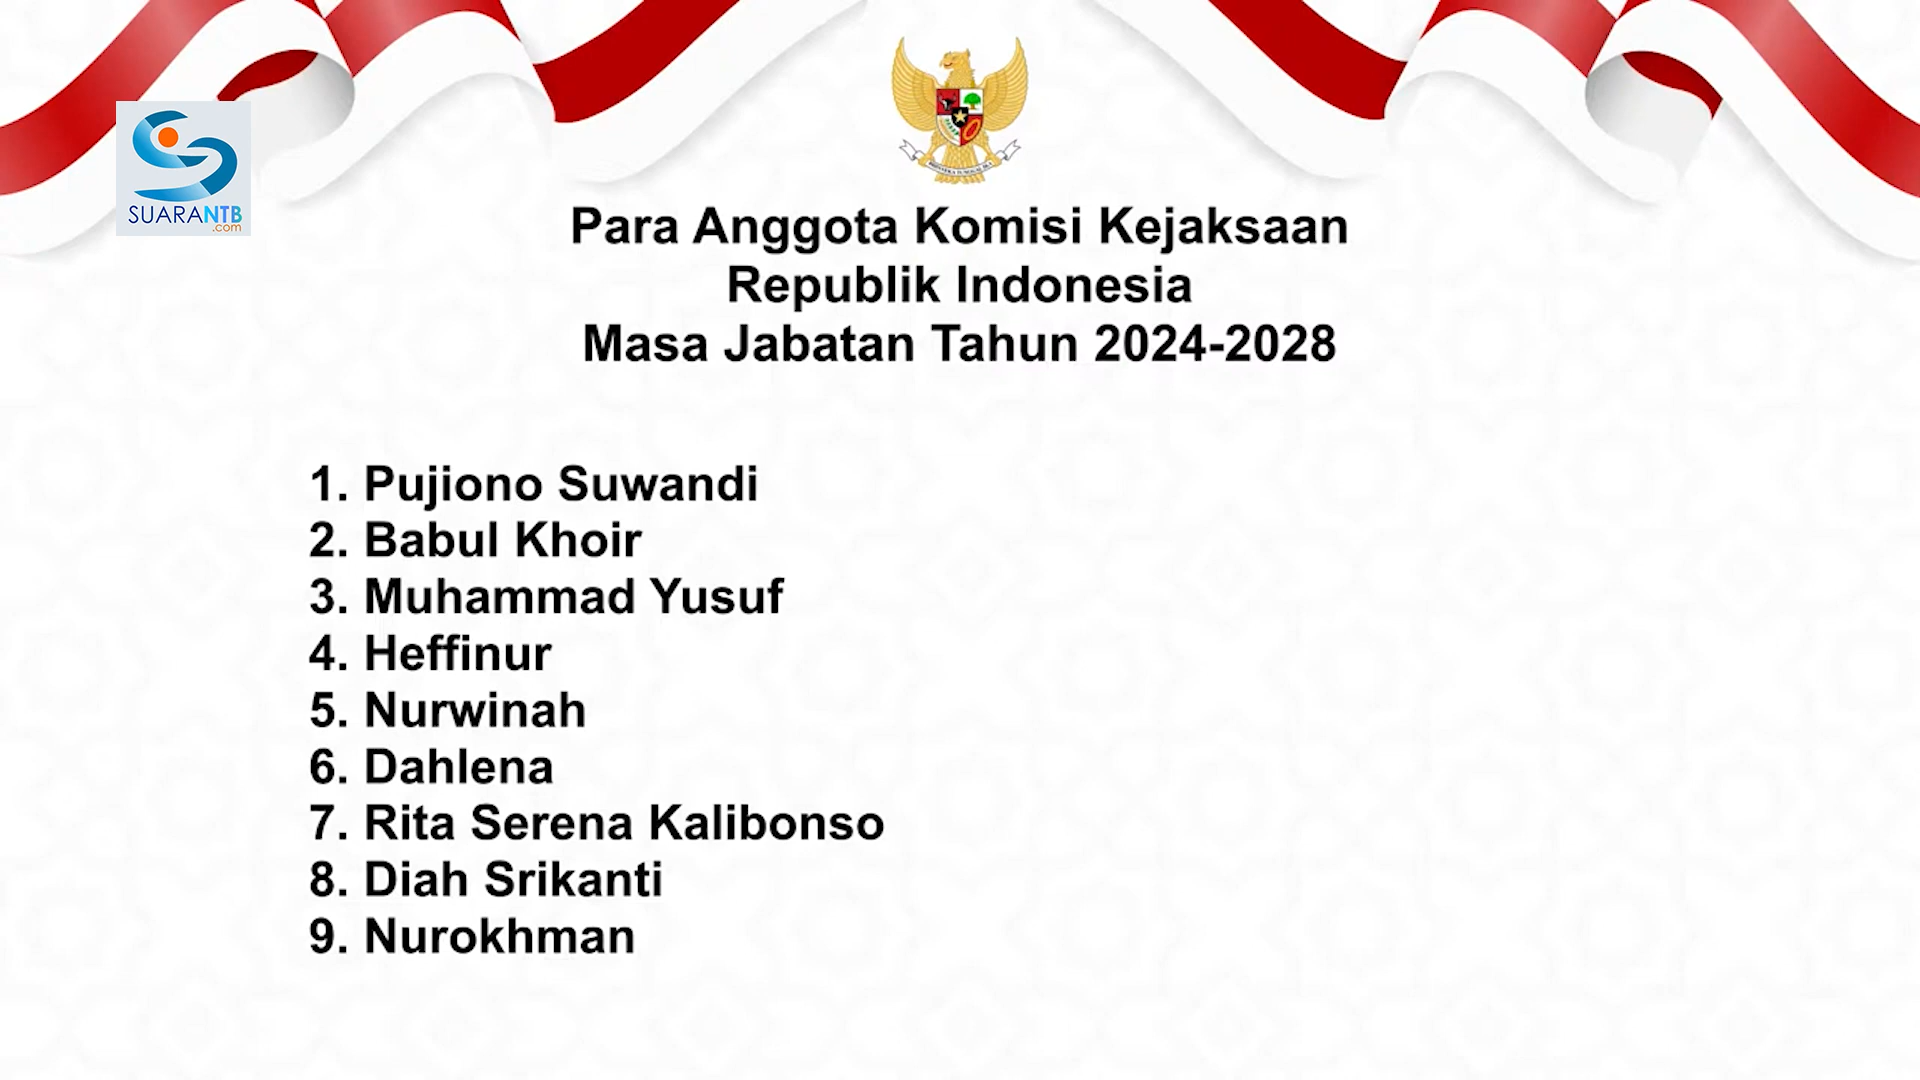 SUARANTB
.com
Para Anggota Komisi Kejaksaan
Republik Indonesia
Masa Jabatan Tahun 2024-2028
1. Pujiono Suwandi
2. Babul Khoir
3. Muhammad Yusuf
4. Heffinur
5. Nurwinah
6. Dahlena
7. Rita Serena Kalibonso
8. Diah Srikanti
9. Nurokhman